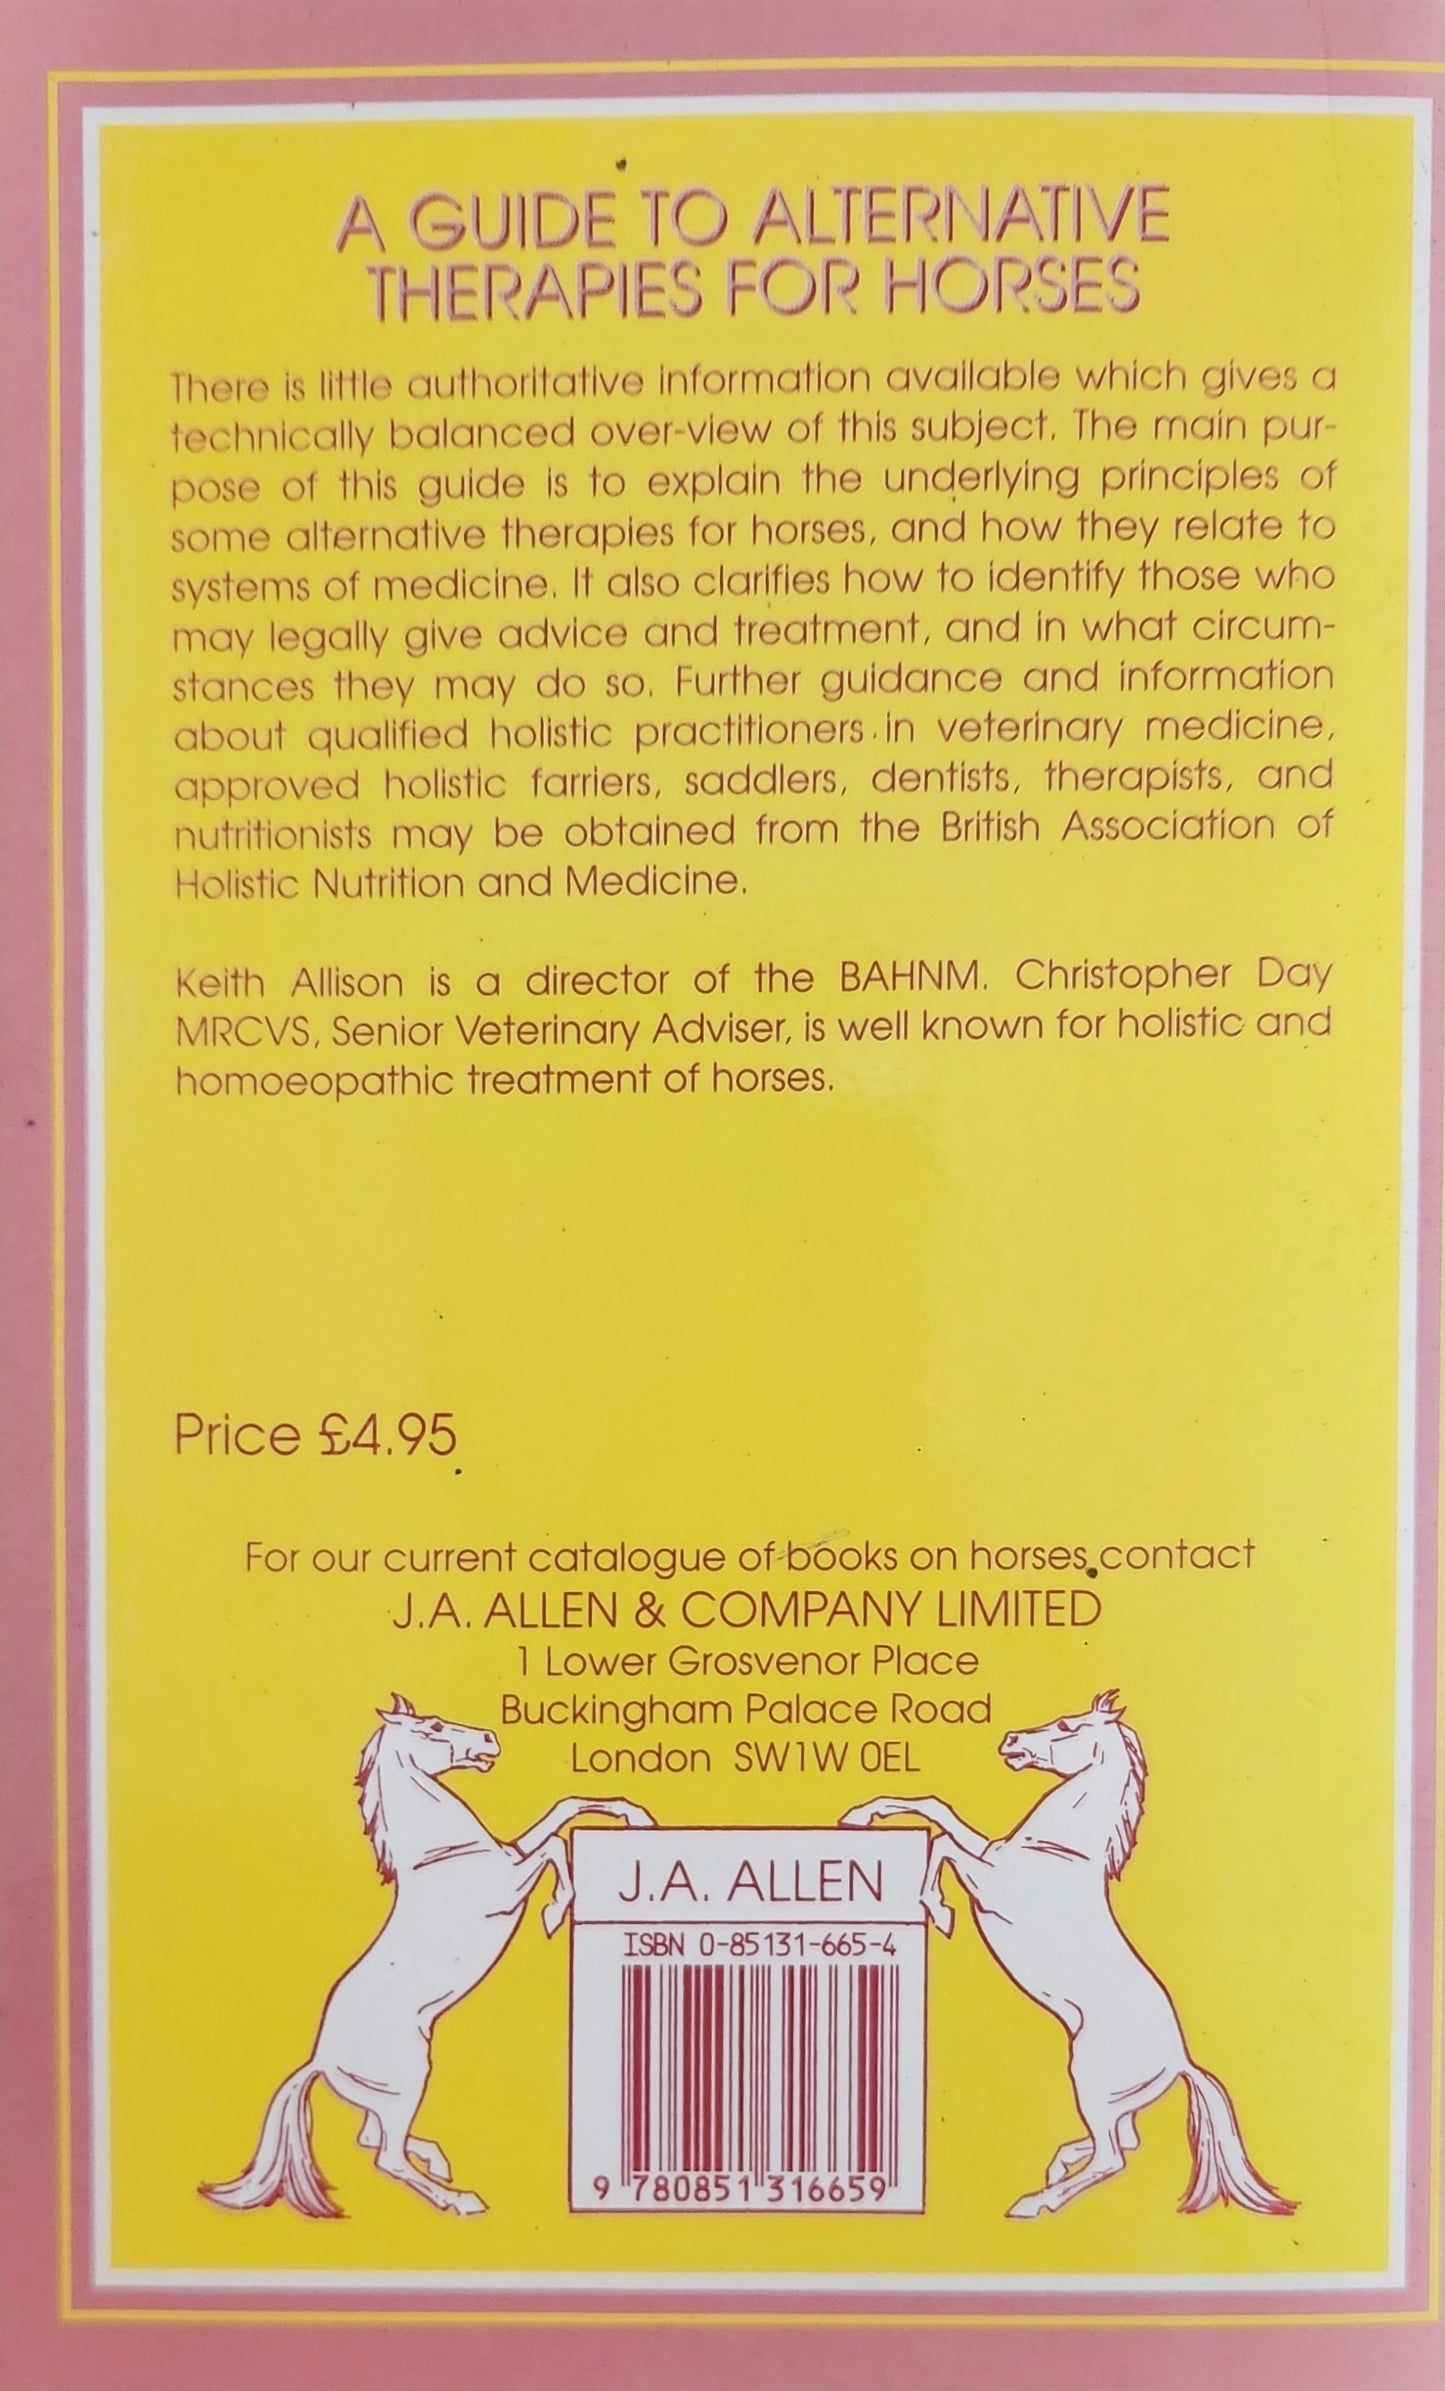 A GUIDE TO ALTERNATIVE
THERAPIES FOR HORSES
There is little authoritative information available which gives a
technically balanced over-view of this subject. The main pur-
pose of this guide is to explain the underlying principles of
some alternative therapies for horses, and how they relate to
systems of medicine. It also clarifies how to identify those who
may legally give advice and treatment, and in what circum-
stances they may do so. Further guidance and information
about qualified holistic practitioners in veterinary medicine,
approved holistic farriers, saddlers, dentists, therapists, and
nutritionists may be obtained from the British Association of
Holistic Nutrition and Medicine.
Keith Allison is a director of the BAHNM. Christopher Day
MRCVS, Senior Veterinary Adviser, is well known for holistic and
homoeopathic treatment of horses.
Price £4.95
For our current catalogue of books on horses contact
J.A. ALLEN & COMPANY LIMITED
1 Lower Grosvenor Place
Buckingham Palace Road
London SW1W 0EL
J.A. ALLEN
ISBN 0-85131-665-4
9 780851 316659